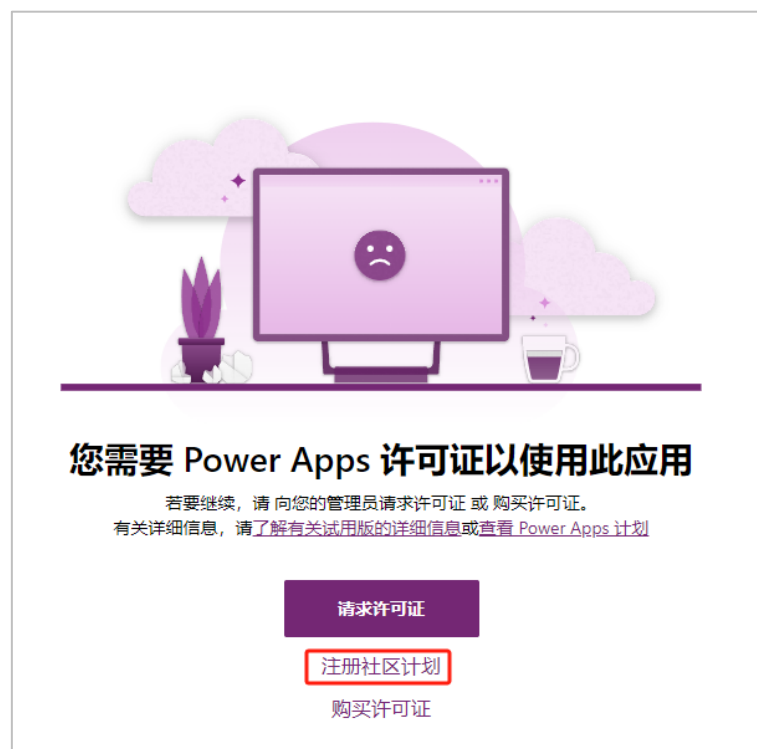 您需要 Power Apps 许可证以使用此应用
若要继续，请 向您的管理员请求许可证 或 购买许可证。
有关详细信息，请了解有关试用版的详细信息或查看 Power Apps 计划
请求许可证
注册社区计划
购买许可证